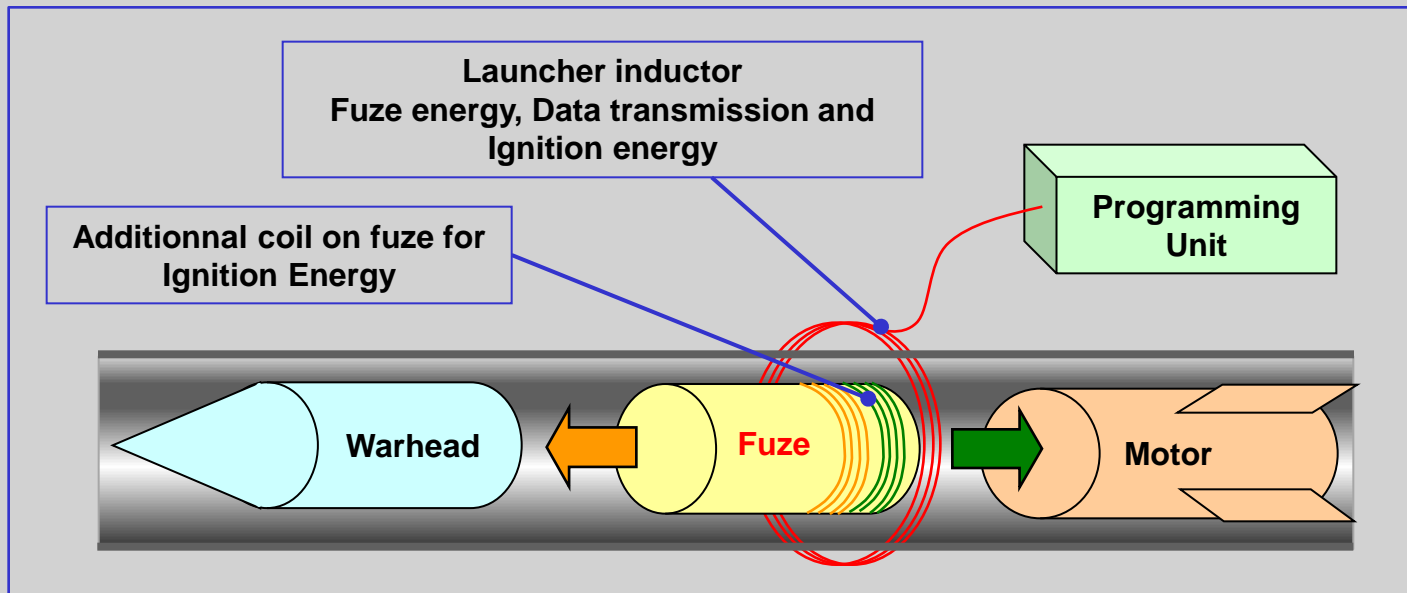 Launcher inductor
Fuze energy, Data transmission and
Ignition energy
Programming
Unit
Additionnal coil on fuze for
Ignition Energy
Warhead
Fuze
Motor